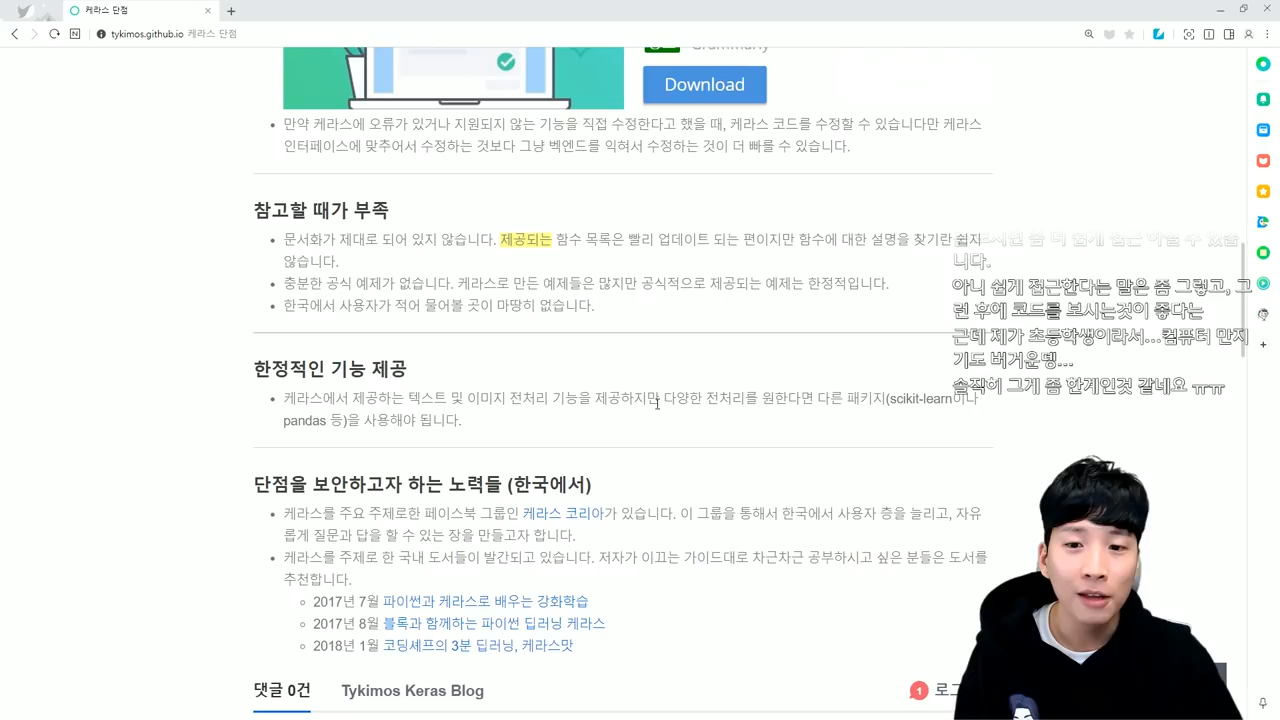 케라스 단점
tykimos.github.io 케라스 단점
Grammarly
Download
만약 케라스에 오류가 있거나 지원되지 않는 기능을 직접 수정한다고 했을 때, 케라스 코드를 수정할 수 있습니다만 케라스
인터페이스에 맞추어서 수정하는 것보다 그냥 벡엔드를 익혀서 수정하는 것이 더 빠를 수 있습니다.
참고할 때가 부족
문서화가 제대로 되어 있지 않습니다. 제공되는 함수 목록은 빨리 업데이트 되는 편이지만 함수에 대한 설명을 찾기란 쉽지
않습니다.
충분한 공식 예제가 없습니다. 케라스로 만든 예제들은 많지만 공식적으로 제공되는 예제는 한정적입니다.
한국에서 사용자가 적어 물어볼 곳이 마땅히 없습니다.
니다.
아니 쉽게 접근한다는 말은 좀 그렇고, 그
런 후에 코드를 보시는것이 좋다는
근데 제가 초등학생이라서...컴퓨터 만지
기도 버거운뎅...
솔직히 그게 좀 한계인것 같네요 ㅠㅠ
한정적인 기능 제공
케라스에서 제공하는 텍스트 및 이미지 전처리 기능을 제공하지만 다양한 전처리를 원한다면 다른 패키지(scikit-learn이나
pandas 등)을 사용해야 됩니다.
단점을 보안하고자 하는 노력들 (한국에서)
케라스를 주요 주제로한 페이스북 그룹인 케라스 코리아가 있습니다. 이 그룹을 통해서 한국에서 사용자 층을 늘리고, 자유
롭게 질문과 답을 할 수 있는 장을 만들고자 합니다.
케라스를 주제로 한 국내 도서들이 발간되고 있습니다. 저자가 이끄는 가이드대로 차근차근 공부하시고 싶은 분들은 도서를
추천합니다.
2017년 7월 파이썬과 케라스로 배우는 강화학습
2017년 8월 블록과 함께하는 파이썬 딥러닝 케라스
2018년 1월 코딩셰프의 3분 딥러닝, 케라스맛
댓글 0건 Tykimos Keras Blog 1